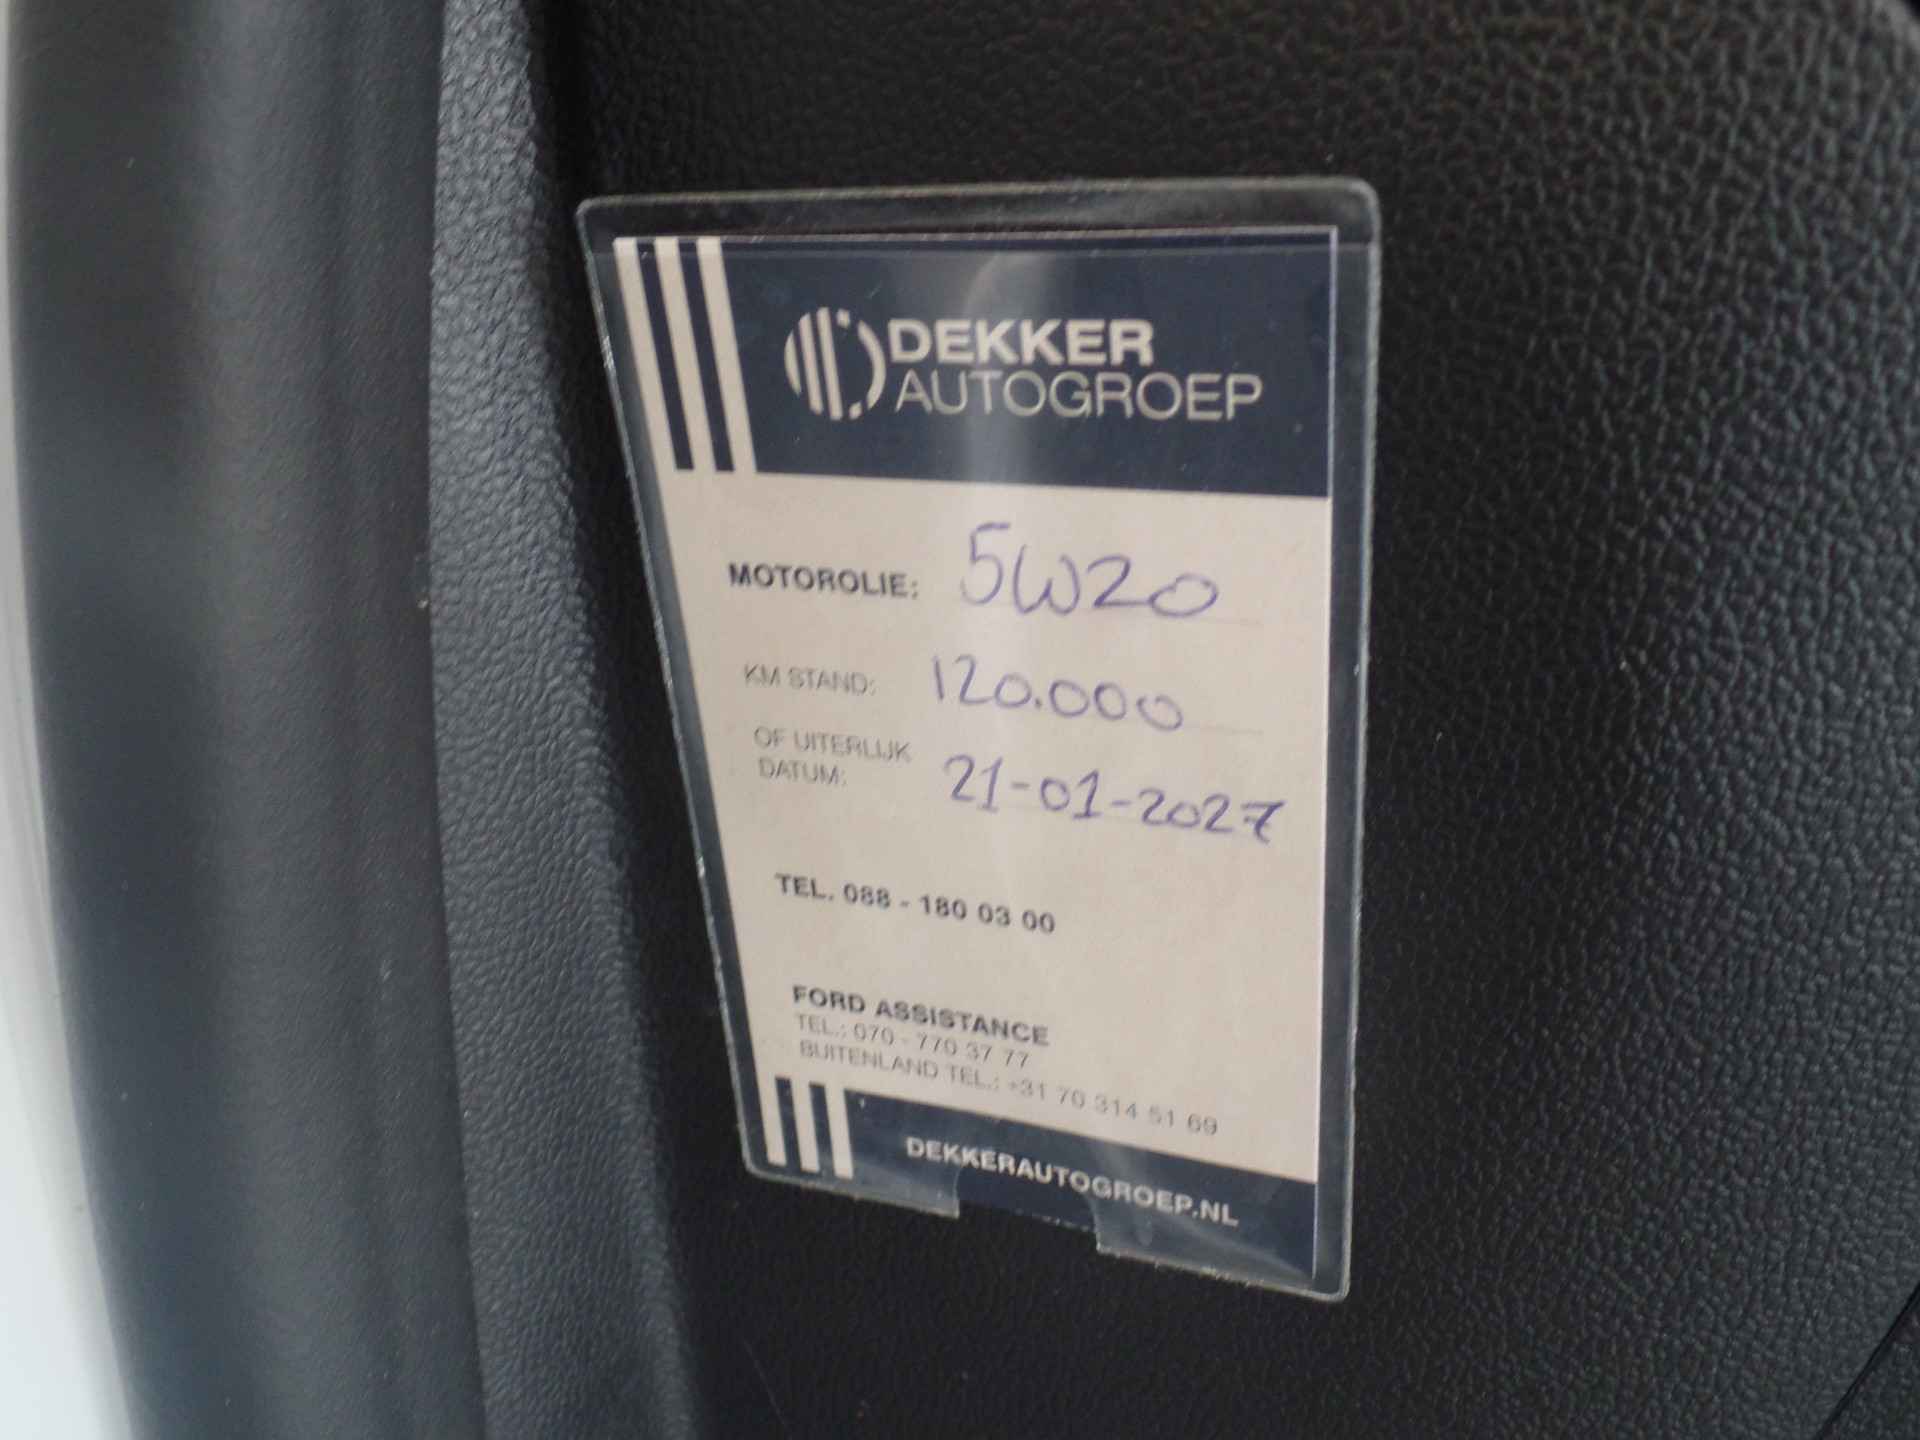 DEKKER
AUTOGROEP
MOTOROLIE: 5W20
KM STAND: 120.000
OF UITERLIJK
DATUM: 21-01-2027
TEL. 088 - 180 03 00
FORD ASSISTANCE
TEL.: 070 - 770 37 77
BUITENLAND TEL.: +31 70 314 51 69
DEKKERAUTOGROEP.NL